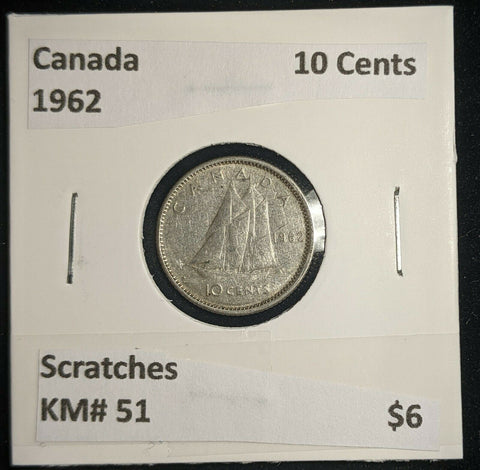 Canada 10 Cents
1962
CANADA
1962
10 CENTS
Scratches
KM# 51 $6